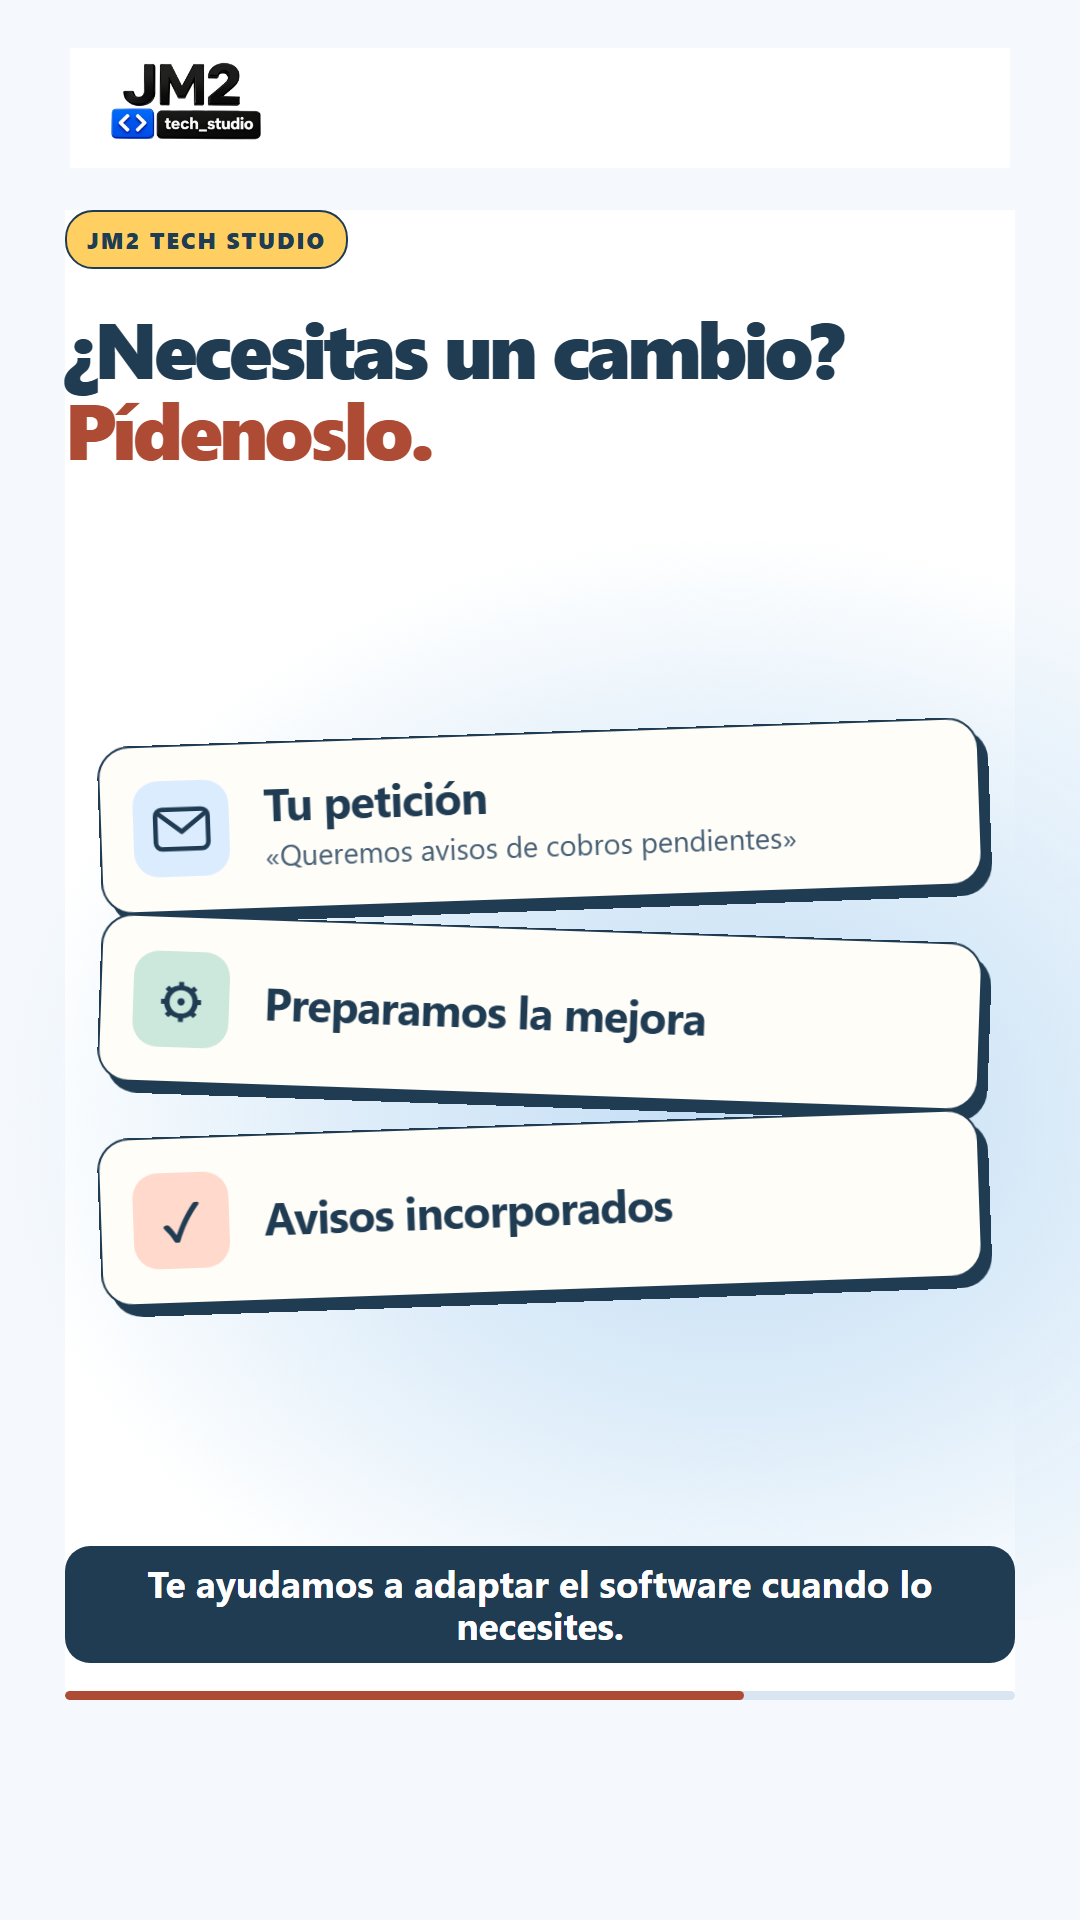 JM2
<> tech_studio
JM2 TECH STUDIO
¿Necesitas un cambio?
Pídenoslo.
Tu petición
«Queremos avisos de cobros pendientes»
Preparamos la mejora
Avisos incorporados
Te ayudamos a adaptar el software cuando lo
necesites.